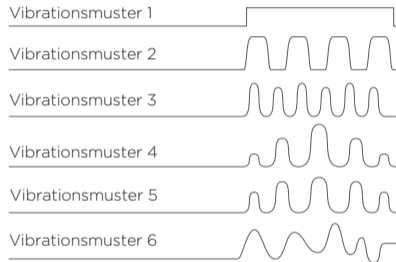 Vibrationsmuster 1
Vibrationsmuster 2
Vibrationsmuster 3
Vibrationsmuster 4
Vibrationsmuster 5
Vibrationsmuster 6